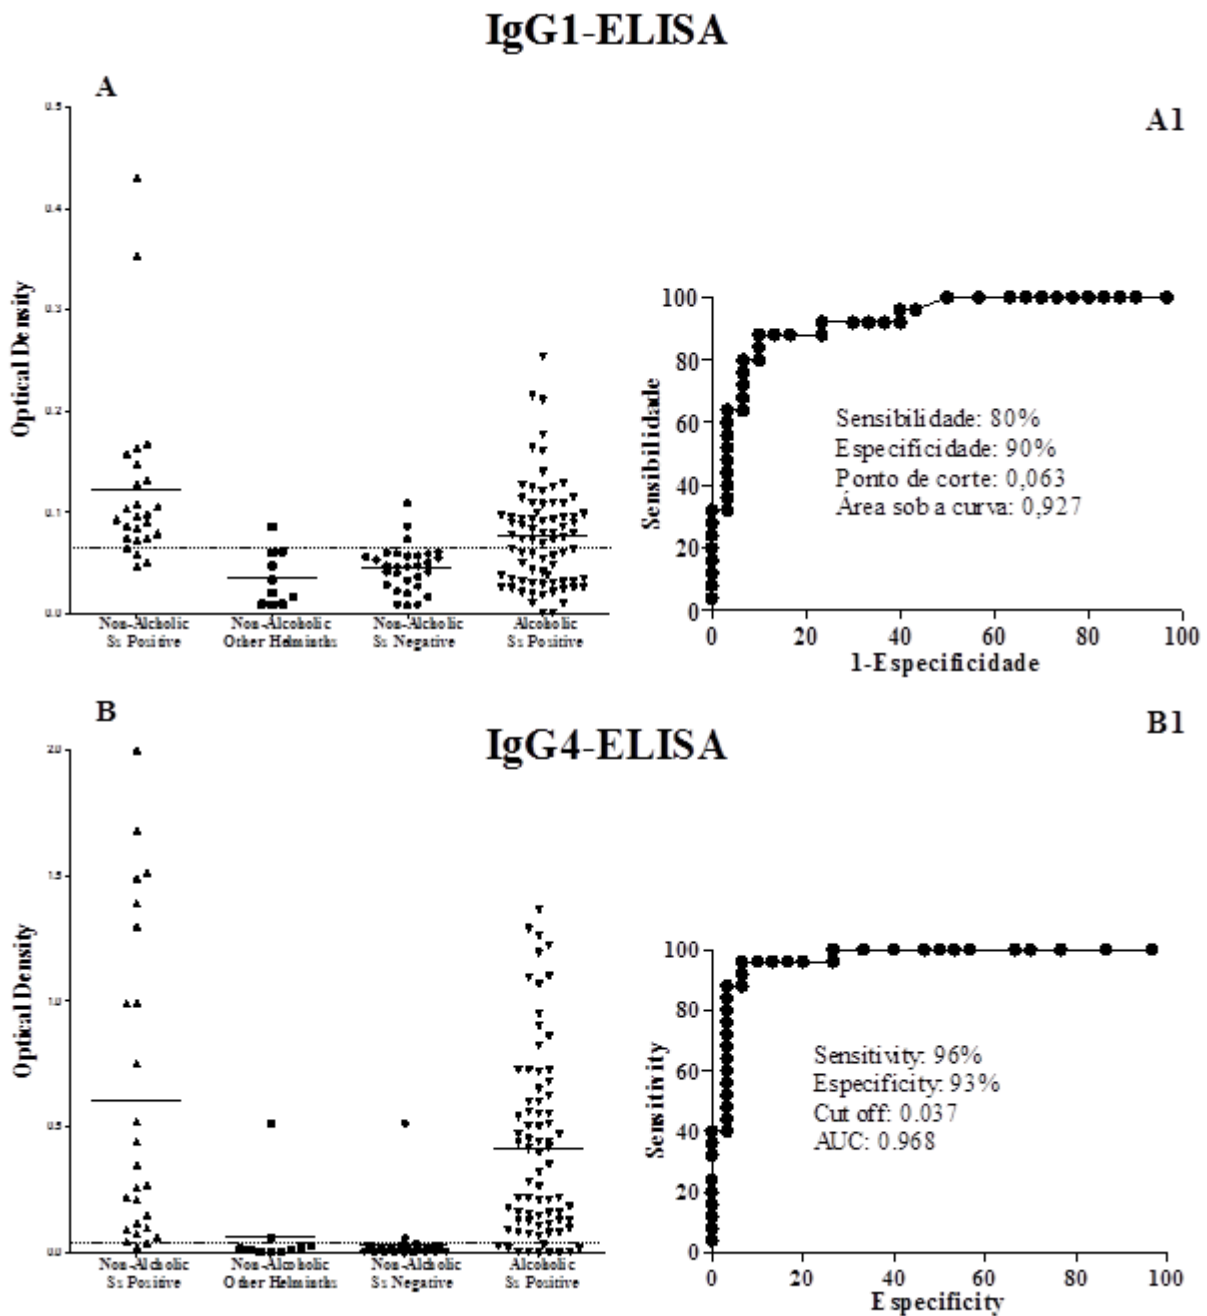 IgG1-ELISA
A
A1
0.5
0.4
0.3
0.2
0.1
0.0
Optical Density
Non-Alcholic
Ss Positive
Non-Alcoholic
Other Helminths
Non-Alcholic
Ss Negative
Alcoholic
Ss Positive
100
80
60
40
20
0
Sensibilidade
Sensibilidade: 80%
Especificidade: 90%
Ponto de corte: 0,063
Área sob a curva: 0,927
0 20 40 60 80 100
1-Especificidade
B
IgG4-ELISA
B1
2.0
1.5
1.0
0.5
0.0
Optical Density
Non-Alcholic
Ss Positive
Non-Alcoholic
Other Helminths
Non-Alcholic
Ss Negative
Alcoholic
Ss Positive
100
80
60
40
20
0
Sensitivity
Sensitivity: 96%
Especificity: 93%
Cut off: 0.037
AUC: 0.968
0 20 40 60 80 100
Especificity